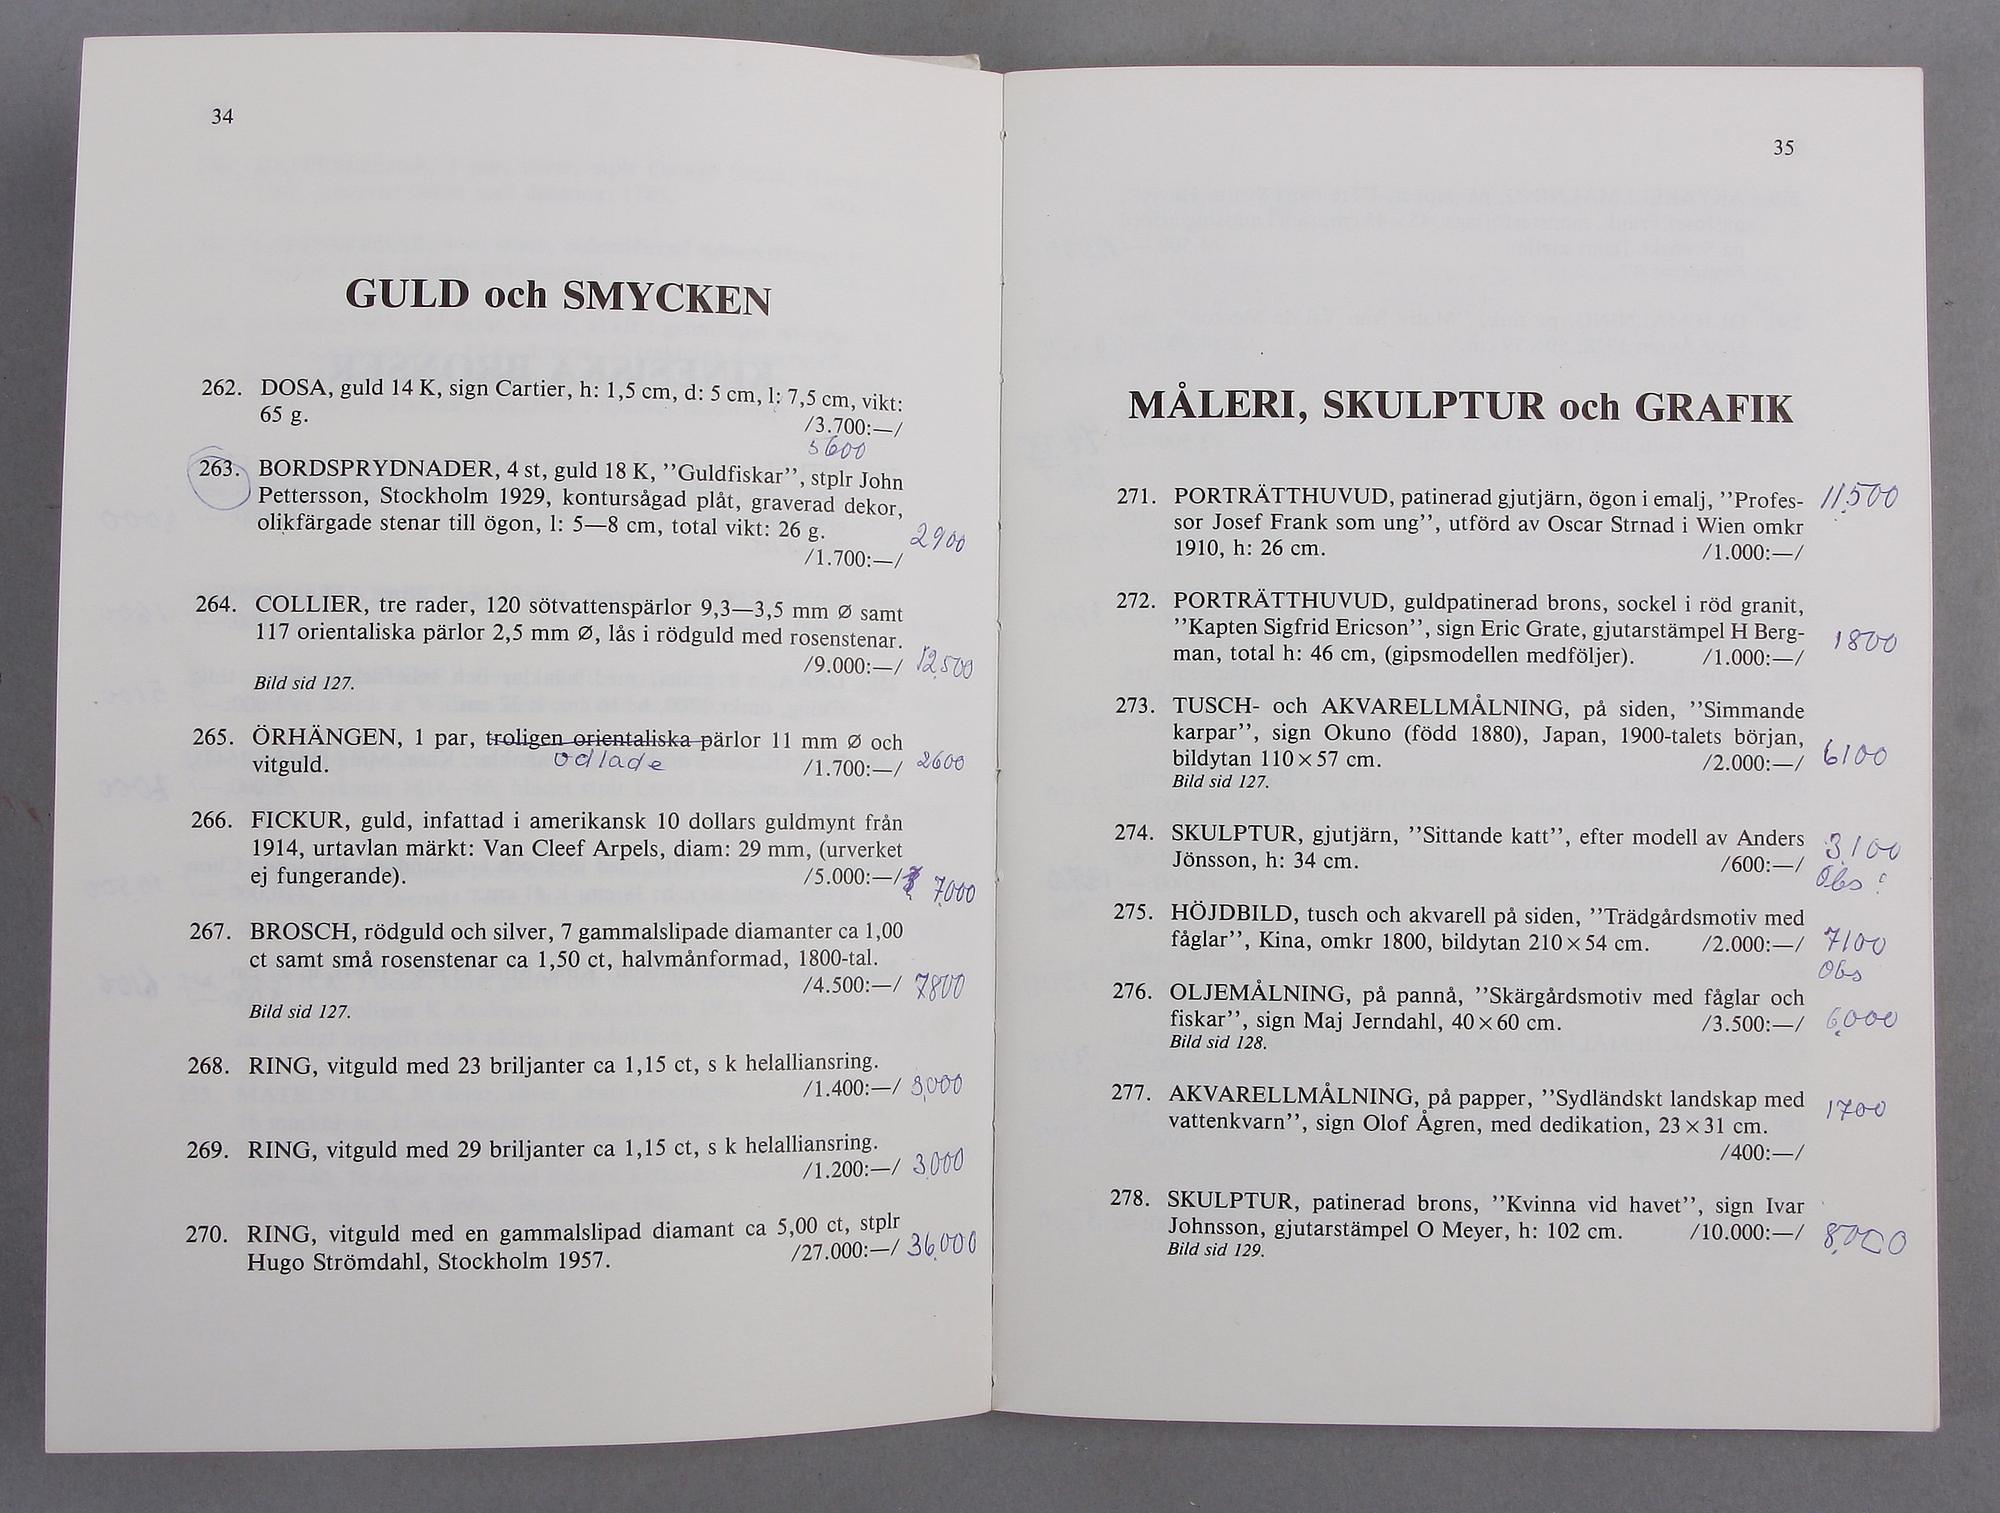 34
GULD och SMYCKEN
262. DOSA, guld 14 K, sign Cartier, h: 1,5 cm, d: 5 cm, l: 7,5 cm, vikt:
65 g. /3.700:—/
5600
263. BORDSPRYDNADER, 4 st, guld 18 K, ”Guldfiskar”, stplr John
Pettersson, Stockholm 1929, kontursågad plåt, graverad dekor,
olikfärgade stenar till ögon, l: 5—8 cm, total vikt: 26 g. 2900
/1.700:—/
264. COLLIER, tre rader, 120 sötvattenspärlor 9,3—3,5 mm Ø samt
117 orientaliska pärlor 2,5 mm Ø, lås i rödguld med rosenstenar.
/9.000:—/ 12.500
Bild sid 127.
265. ÖRHÄNGEN, 1 par, troligen orientaliska pärlor 11 mm Ø och
vitguld. odlade /1.700:—/ 2600
266. FICKUR, guld, infattad i amerikansk 10 dollars guldmynt från
1914, urtavlan märkt: Van Cleef Arpels, diam: 29 mm, (urverket
ej fungerande). /5.000:—/ 7.000
267. BROSCH, rödguld och silver, 7 gammalslipade diamanter ca 1,00
ct samt små rosenstenar ca 1,50 ct, halvmånformad, 1800-tal.
/4.500:—/ 7800
Bild sid 127.
268. RING, vitguld med 23 briljanter ca 1,15 ct, s k helalliansring.
/1.400:—/ 3.000
269. RING, vitguld med 29 briljanter ca 1,15 ct, s k helalliansring.
/1.200:—/ 3.000
270. RING, vitguld med en gammalslipad diamant ca 5,00 ct, stplr
Hugo Strömdahl, Stockholm 1957. /27.000:—/ 36.000
35
MÅLERI, SKULPTUR och GRAFIK
271. PORTRÄTTHUVUD, patinerad gjutjärn, ögon i emalj, ”Profes- 11.500
sor Josef Frank som ung”, utförd av Oscar Strnad i Wien omkr
1910, h: 26 cm. /1.000:—/
272. PORTRÄTTHUVUD, guldpatinerad brons, sockel i röd granit,
”Kapten Sigfrid Ericson”, sign Eric Grate, gjutarstämpel H Berg- 1800
man, total h: 46 cm, (gipsmodellen medföljer). /1.000:—/
273. TUSCH- och AKVARELLMÅLNING, på siden, ”Simmande
karpar”, sign Okuno (född 1880), Japan, 1900-talets början,
bildytan 110×57 cm. /2.000:—/ 6100
Bild sid 127.
274. SKULPTUR, gjutjärn, ”Sittande katt”, efter modell av Anders 3.100
Jönsson, h: 34 cm. /600:—/ Obs!
275. HÖJDBILD, tusch och akvarell på siden, ”Trädgårdsmotiv med
fåglar”, Kina, omkr 1800, bildytan 210×54 cm. /2.000:—/ 7100
Obs
276. OLJEMÅLNING, på pannå, ”Skärgårdsmotiv med fåglar och
fiskar”, sign Maj Jerndahl, 40×60 cm. /3.500:—/ 6.000
Bild sid 128.
277. AKVARELLMÅLNING, på papper, ”Sydländskt landskap med 1700
vattenkvarn”, sign Olof Ågren, med dedikation, 23×31 cm.
/400:—/
278. SKULPTUR, patinerad brons, ”Kvinna vid havet”, sign Ivar
Johnsson, gjutarstämpel O Meyer, h: 102 cm. /10.000:—/ 8.000
Bild sid 129.